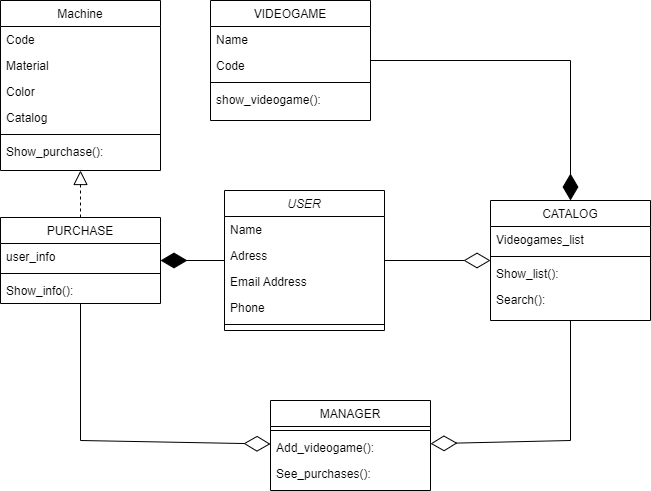 Machine
Code
Material
Color
Catalog
Show_purchase():
VIDEOGAME
Name
Code
show_videogame():
PURCHASE
user_info
Show_info():
USER
Name
Adress
Email Address
Phone
CATALOG
Videogames_list
Show_list():
Search():
MANAGER
Add_videogame():
See_purchases():